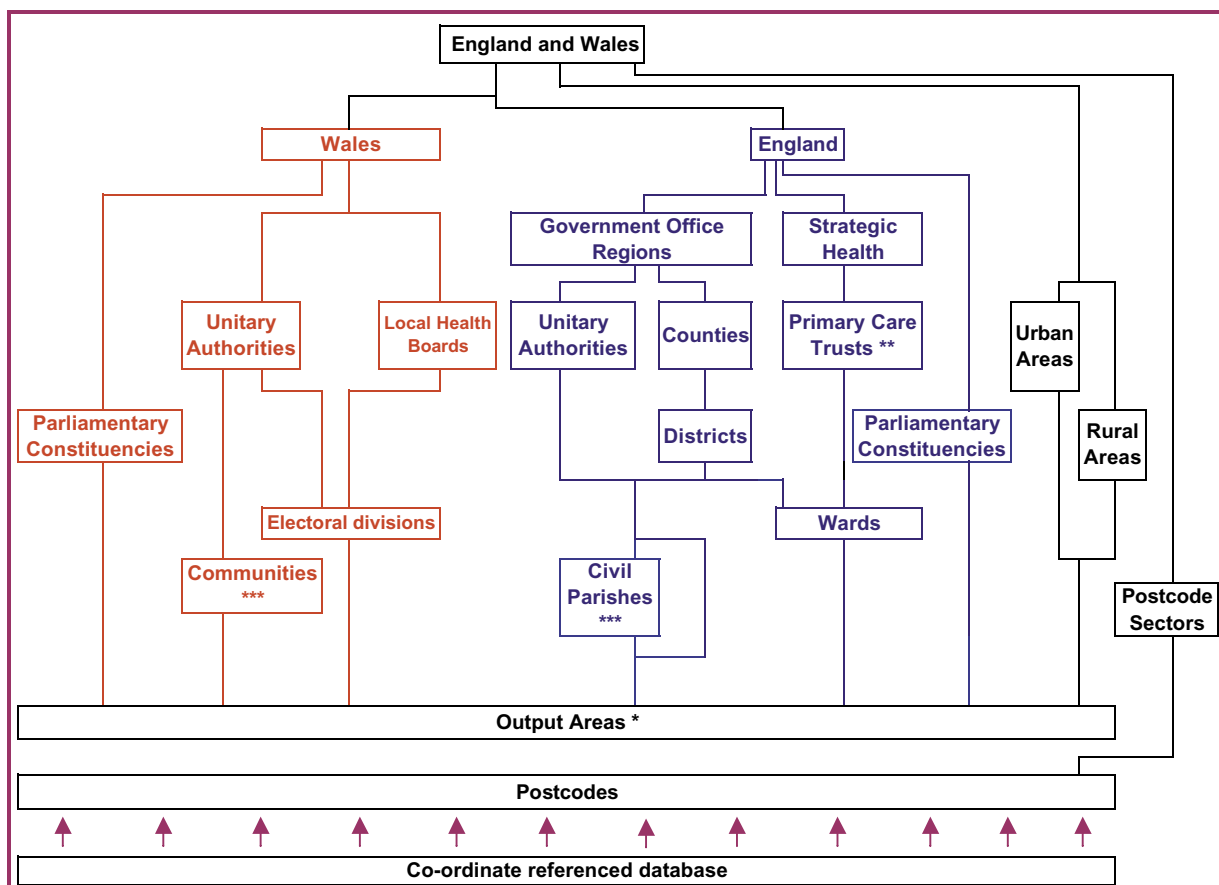 England and Wales
Wales
England
Government Office
Regions
Strategic
Health
Unitary
Authorities
Local Health
Boards
Unitary
Authorities
Counties
Primary Care
Trusts **
Urban
Areas
Parliamentary
Constituencies
Districts
Parliamentary
Constituencies
Rural
Areas
Electoral divisions
Wards
Communities
***
Civil
Parishes
***
Postcode
Sectors
Output Areas *
Postcodes
Co-ordinate referenced database